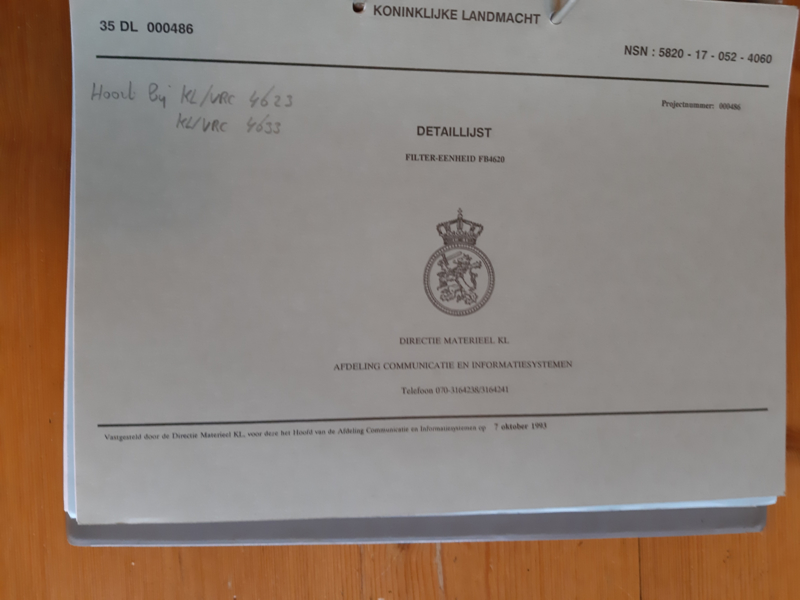 35 DL 000486
KONINKLIJKE LANDMACHT
NSN : 5820 - 17 - 052 - 4060
Hoort Bij KL/VRC 4623
KL/VRC 4633
Projectnummer: 000486
DETAILLIJST
FILTER-EENHEID FB4620
DIRECTIE MATERIEEL KL
AFDELING COMMUNICATIE EN INFORMATIESYSTEMEN
Telefoon 070-3164238/3164241
Vastgesteld door de Directie Materieel KL, voor deze het Hoofd van de Afdeling Communicatie en Informatiesystemen op 7 oktober 1993